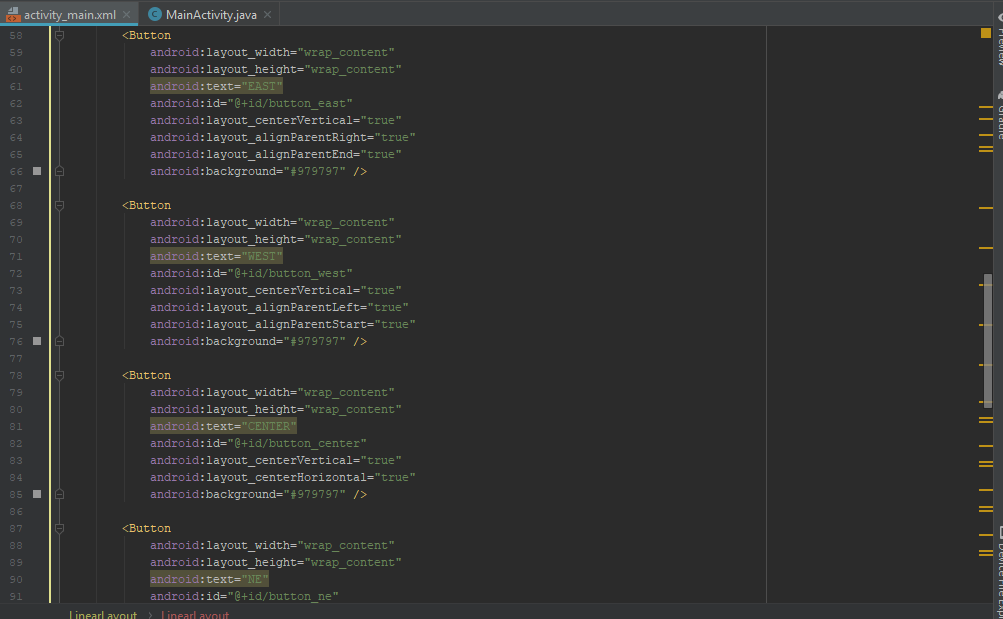 activity_main.xml MainActivity.java
58 <Button
59 android:layout_width="wrap_content"
60 android:layout_height="wrap_content"
61 android:text="EAST"
62 android:id="@+id/button_east"
63 android:layout_centerVertical="true"
64 android:layout_alignParentRight="true"
65 android:layout_alignParentEnd="true"
66 android:background="#979797" />
67
68 <Button
69 android:layout_width="wrap_content"
70 android:layout_height="wrap_content"
71 android:text="WEST"
72 android:id="@+id/button_west"
73 android:layout_centerVertical="true"
74 android:layout_alignParentLeft="true"
75 android:layout_alignParentStart="true"
76 android:background="#979797" />
77
78 <Button
79 android:layout_width="wrap_content"
80 android:layout_height="wrap_content"
81 android:text="CENTER"
82 android:id="@+id/button_center"
83 android:layout_centerVertical="true"
84 android:layout_centerHorizontal="true"
85 android:background="#979797" />
86
87 <Button
88 android:layout_width="wrap_content"
89 android:layout_height="wrap_content"
90 android:text="NE"
91 android:id="@+id/button_ne"
LinearLayout > LinearLayout